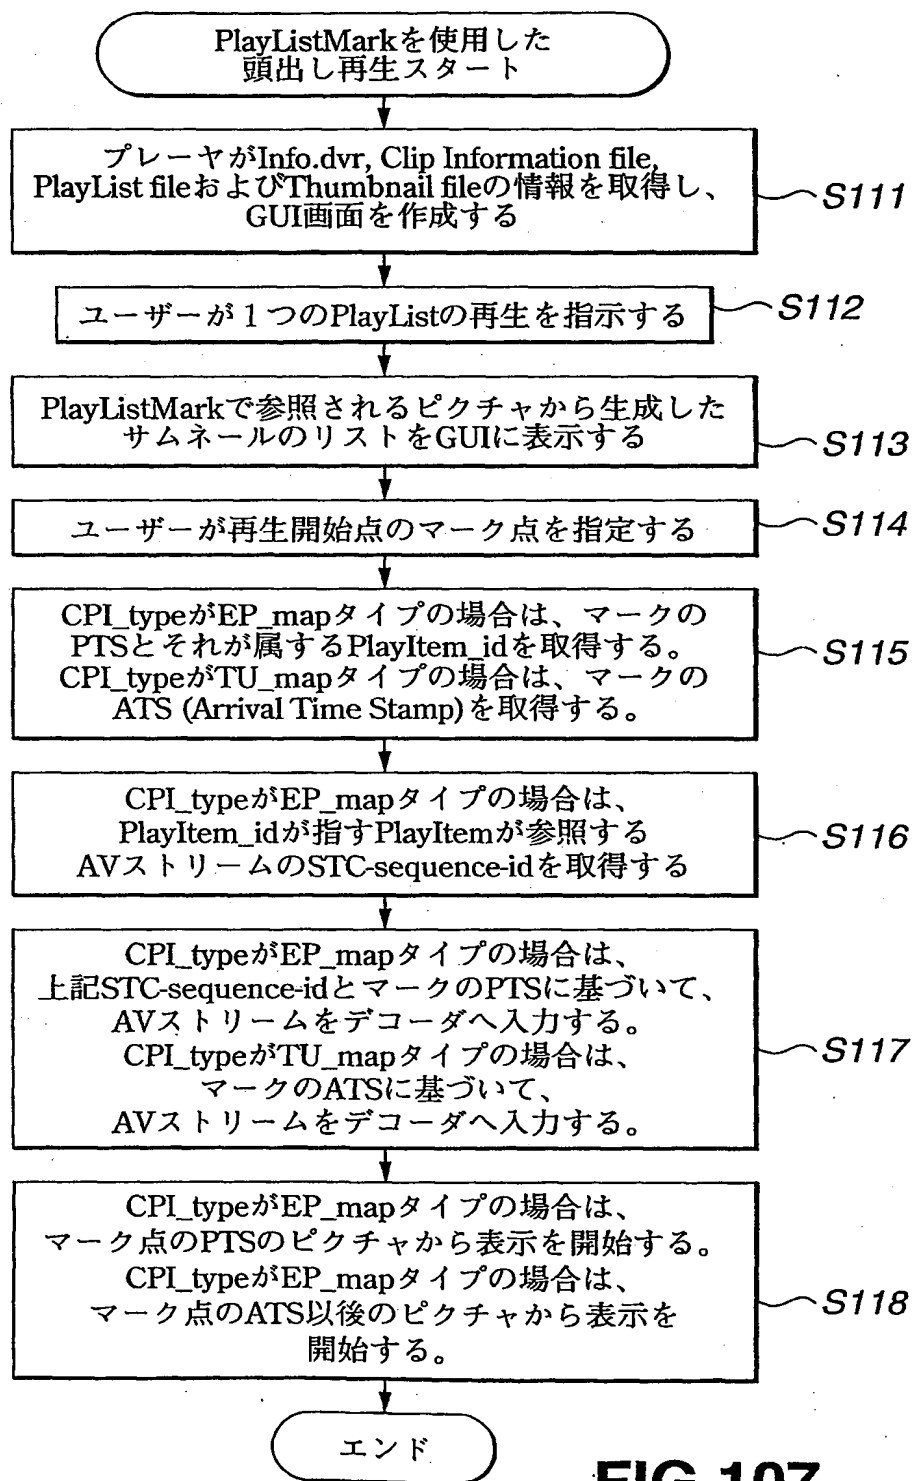 PlayListMarkを使用した
頭出し再生スタート
プレーヤがInfo.dvr, Clip Information file,
PlayList fileおよびThumbnail fileの情報を取得し、
GUI画面を作成する
S111
ユーザーが１つのPlayListの再生を指示する
S112
PlayListMarkで参照されるピクチャから生成した
サムネールのリストをGUIに表示する
S113
ユーザーが再生開始点のマーク点を指定する
S114
CPI_typeがEP_mapタイプの場合は、マークの
PTSとそれが属するPlayItem_idを取得する。
CPI_typeがTU_mapタイプの場合は、マークの
ATS (Arrival Time Stamp)を取得する。
S115
CPI_typeがEP_mapタイプの場合は、
PlayItem_idが指すPlayItemが参照する
AVストリームのSTC-sequence-idを取得する
S116
CPI_typeがEP_mapタイプの場合は、
上記STC-sequence-idとマークのPTSに基づいて、
AVストリームをデコーダへ入力する。
CPI_typeがTU_mapタイプの場合は、
マークのATSに基づいて、
AVストリームをデコーダへ入力する。
S117
CPI_typeがEP_mapタイプの場合は、
マーク点のPTSのピクチャから表示を開始する。
CPI_typeがEP_mapタイプの場合は、
マーク点のATS以後のピクチャから表示を
開始する。
S118
エンド
FIG.107